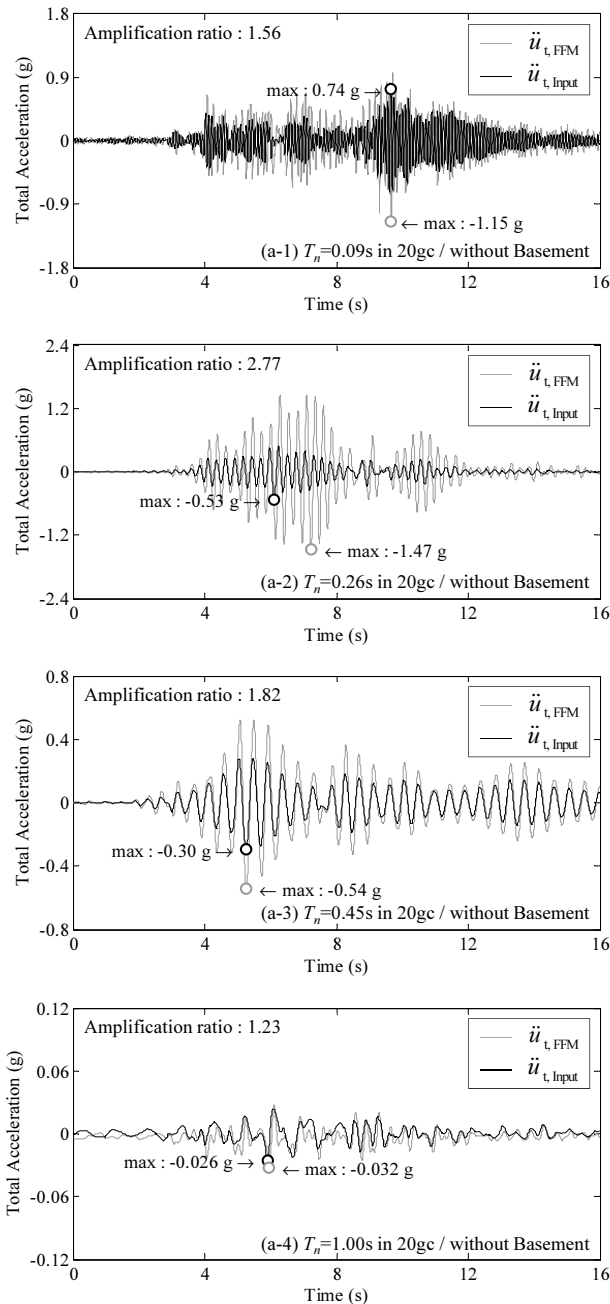 1.8
Amplification ratio : 1.56
ü t, FFM
ü t, Input
0.9
max : 0.74 g →
0
-0.9
← max : -1.15 g
(a-1) Tn=0.09s in 20gc / without Basement
-1.8
0 4 8 12 16
Time (s)
Total Acceleration (g)
2.4
Amplification ratio : 2.77
ü t, FFM
ü t, Input
1.2
0
max : -0.53 g →
-1.2
← max : -1.47 g
(a-2) Tn=0.26s in 20gc / without Basement
-2.4
0 4 8 12 16
Time (s)
Total Acceleration (g)
0.8
Amplification ratio : 1.82
ü t, FFM
ü t, Input
0.4
0
max : -0.30 g →
-0.4
← max : -0.54 g
(a-3) Tn=0.45s in 20gc / without Basement
-0.8
0 4 8 12 16
Time (s)
Total Acceleration (g)
0.12
Amplification ratio : 1.23
ü t, FFM
ü t, Input
0.06
0
max : -0.026 g →
← max : -0.032 g
-0.06
(a-4) Tn=1.00s in 20gc / without Basement
-0.12
0 4 8 12 16
Time (s)
Total Acceleration (g)